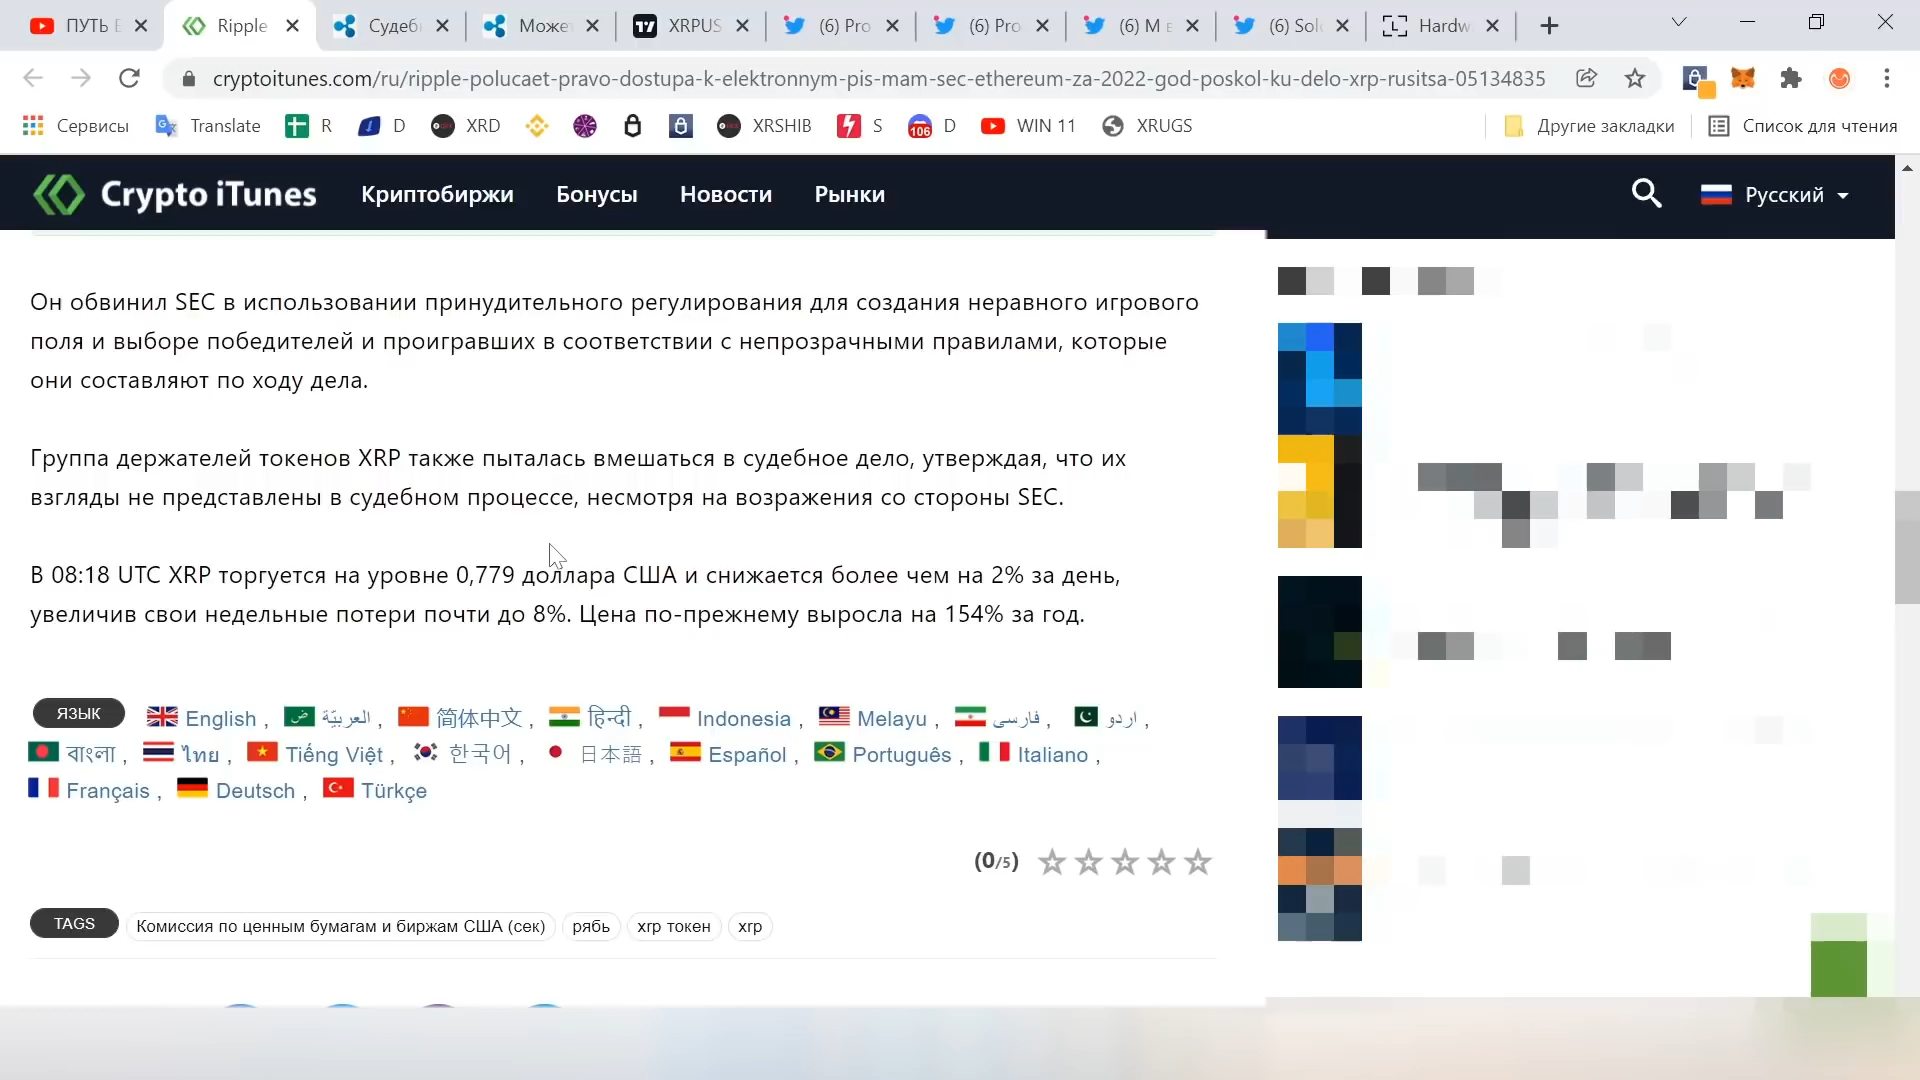 ПУТЬ
Ripple
Судеб
Может
XRPUS
(6) Pro
(6) Pro
(6) М в
(6) Sol
Hardw
cryptoitunes.com/ru/ripple-polucaet-pravo-dostupa-k-elektronnym-pis-mam-sec-ethereum-za-2022-god-poskol-ku-delo-xrp-rusitsa-05134835
Сервисы Translate R D XRD XRSHIB S 106 D WIN 11 XRUGS Другие закладки Список для чтения
Crypto iTunes Криптобиржи Бонусы Новости Рынки Русский
Он обвинил SEC в использовании принудительного регулирования для создания неравного игрового
поля и выборе победителей и проигравших в соответствии с непрозрачными правилами, которые
они составляют по ходу дела.
Группа держателей токенов XRP также пыталась вмешаться в судебное дело, утверждая, что их
взгляды не представлены в судебном процессе, несмотря на возражения со стороны SEC.
В 08:18 UTC XRP торгуется на уровне 0,779 доллара США и снижается более чем на 2% за день,
увеличив свои недельные потери почти до 8%. Цена по-прежнему выросла на 154% за год.
ЯЗЫК English , العربيّة , 简体中文 , हिन्दी , Indonesia , Melayu , فارسی , اردو ,
বাংলা , ไทย , Tiếng Việt , 한국어 , 日本語 , Español , Português , Italiano ,
Français , Deutsch , Türkçe
(0/5)
TAGS Комиссия по ценным бумагам и биржам США (сек) рябь xrp токен xrp